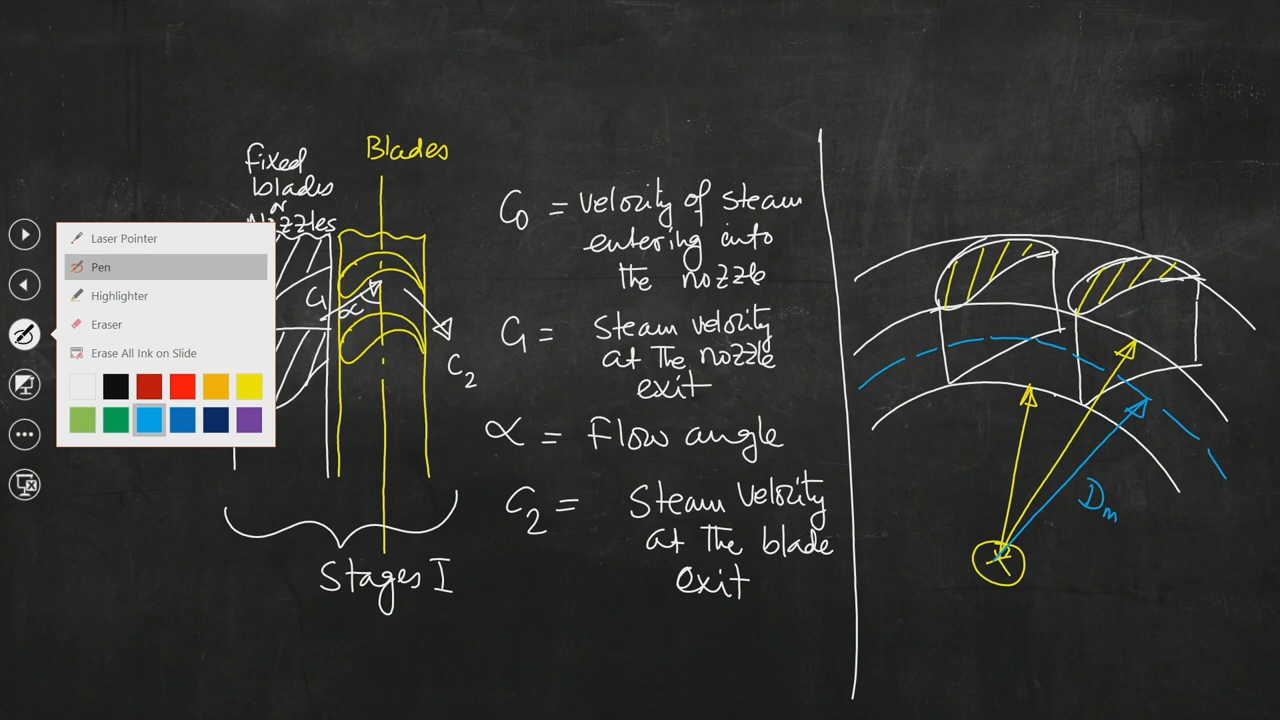 fixed
blades
or
Nozzles
Blades
Laser Pointer
Pen
Highlighter
Eraser
Erase All Ink on Slide
C1
α
C2
Stages I
C0 = velocity of steam
entering into
the nozzle
C1 = Steam velocity
at the nozzle
exit
α = Flow angle
C2 = Steam velocity
at the blade
exit
Dm